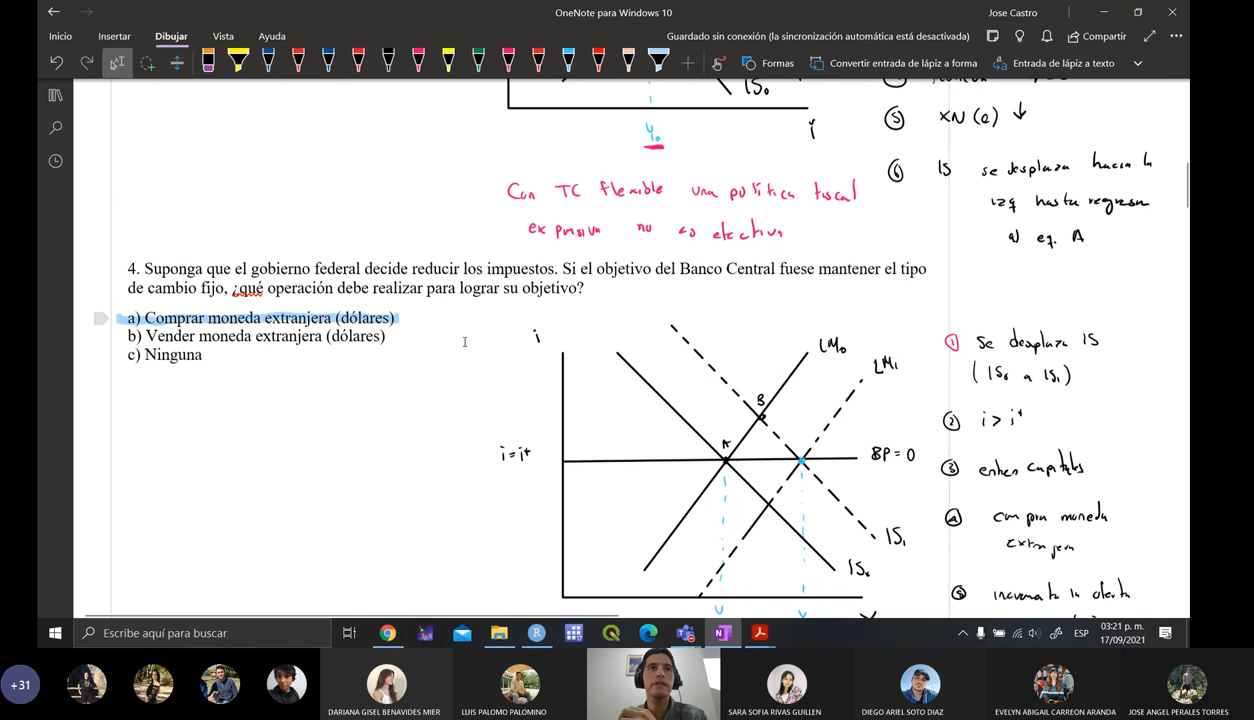 OneNote para Windows 10
Jose Castro
Inicio Insertar Dibujar Vista Ayuda
Guardado sin conexión (la sincronización automática está desactivada)
Compartir
Formas
Convertir entrada de lápiz a forma
Entrada de lápiz a texto
IS₀
Y₀
⑤ XN (e) ↓
⑥ IS se desplaza hacia la
izq hasta regresar
al eq. A
Con TC flexible una política fiscal
expansiva no es efectiva
4. Suponga que el gobierno federal decide reducir los impuestos. Si el objetivo del Banco Central fuese mantener el tipo
de cambio fijo, ¿qué operación debe realizar para lograr su objetivo?
a) Comprar moneda extranjera (dólares)
b) Vender moneda extranjera (dólares)
c) Ninguna
i
LM₀
LM₁
B
A
i=i*
BP=0
IS₁
IS₀
① Se desplaza IS
(IS₀ a IS₁)
② i > i*
③ entran capitales
④ compra moneda
extranjera
⑤ incrementa la oferta
Escribe aquí para buscar
ESP
03:21 p. m.
17/09/2021
+31
DARIANA GISEL BENAVIDES MIER
LUIS PALOMO PALOMINO
SARA SOFIA RIVAS GUILLEN
DIEGO ARIEL SOTO DIAZ
EVELYN ABIGAIL CARREON ARANDA
JOSE ANGEL PERALES TORRES